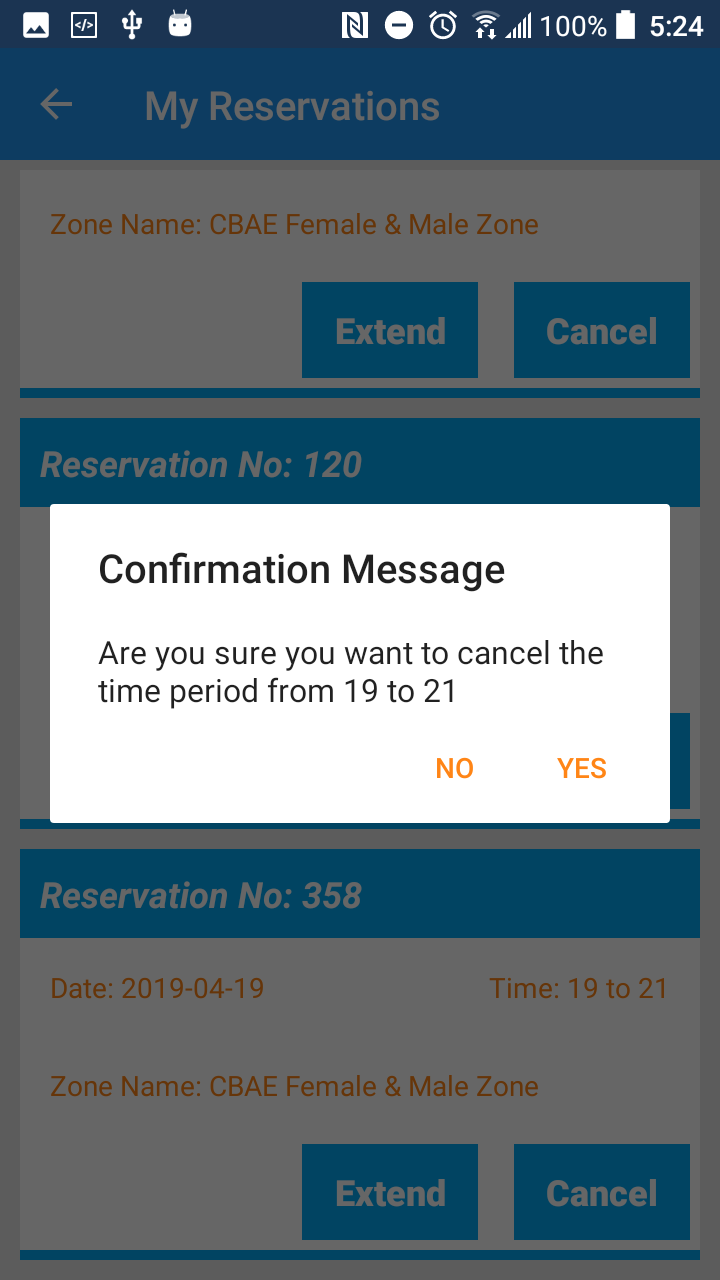 100% 5:24
My Reservations
Zone Name: CBAE Female & Male Zone
Extend Cancel
Reservation No: 120
Confirmation Message
Are you sure you want to cancel the
time period from 19 to 21
NO YES
Reservation No: 358
Date: 2019-04-19 Time: 19 to 21
Zone Name: CBAE Female & Male Zone
Extend Cancel